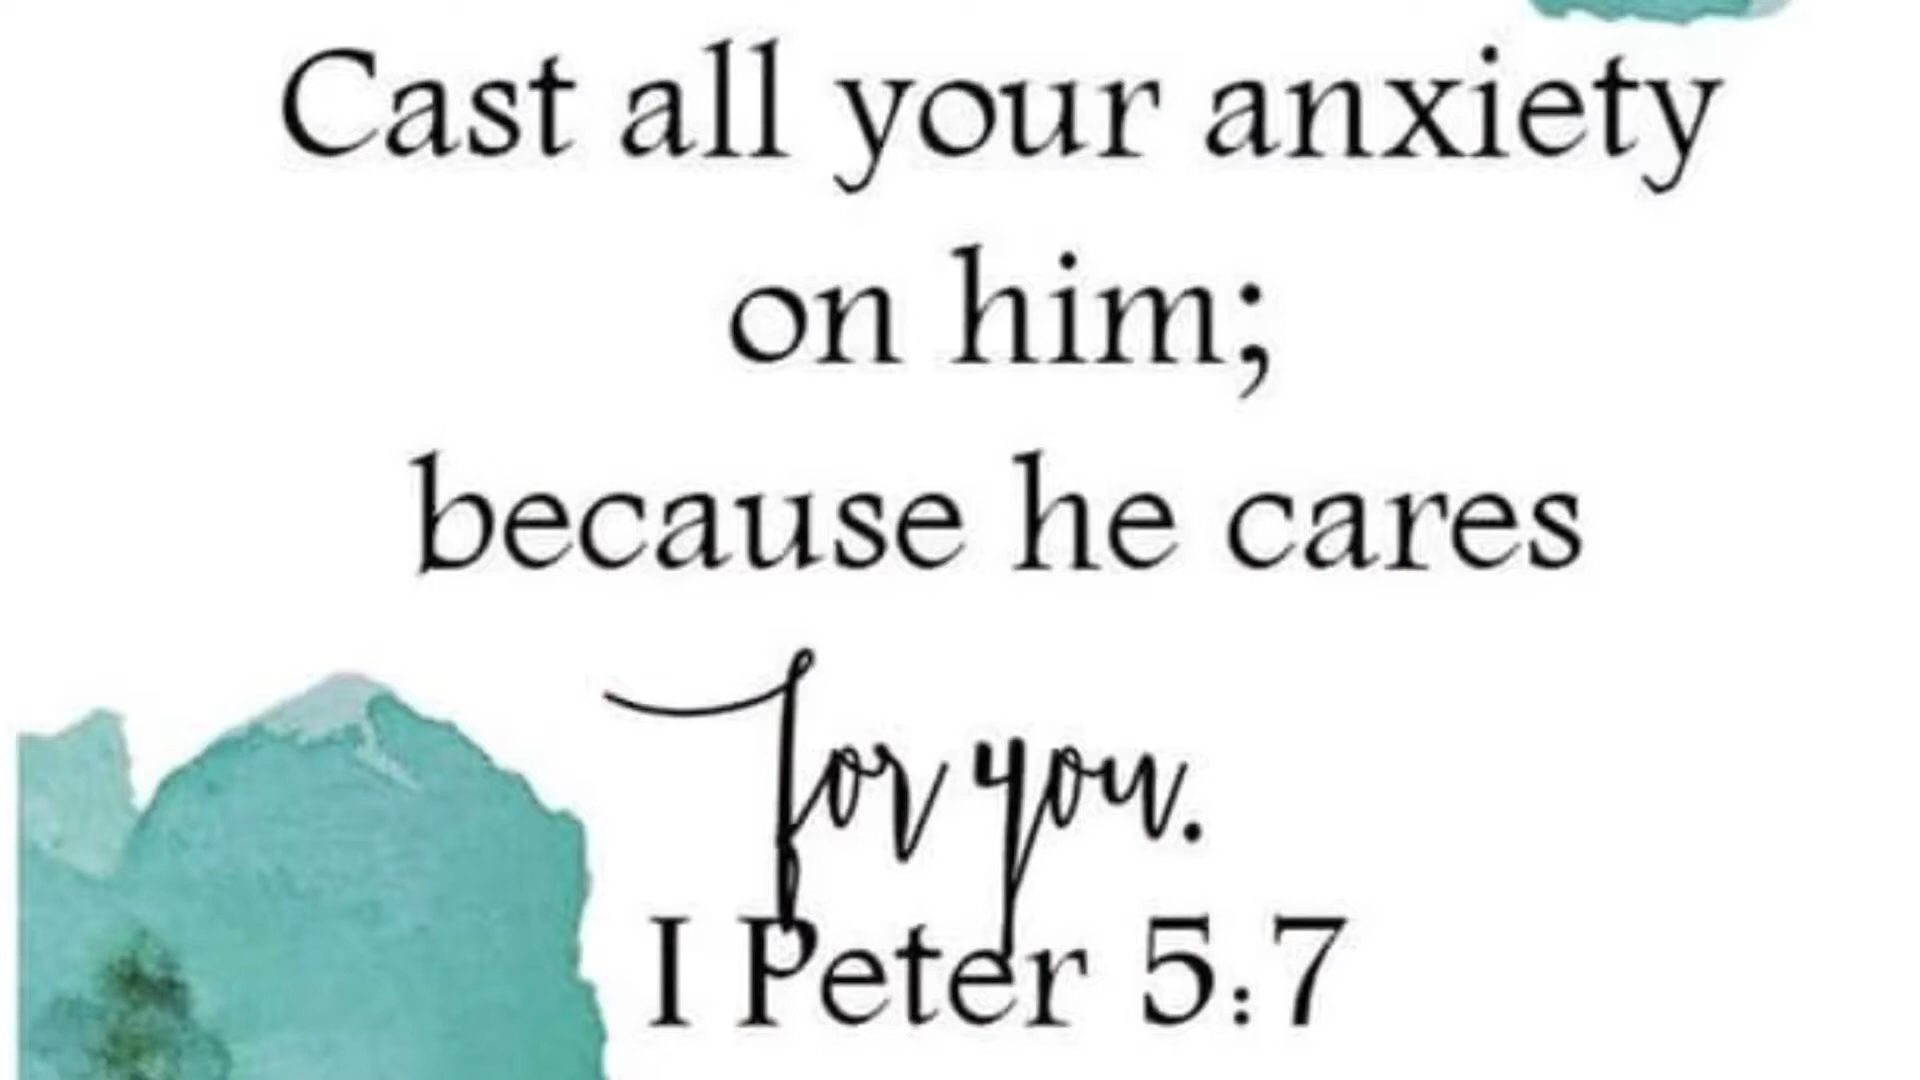 Cast all your anxiety
on him;
because he cares
for you.
I Peter 5:7